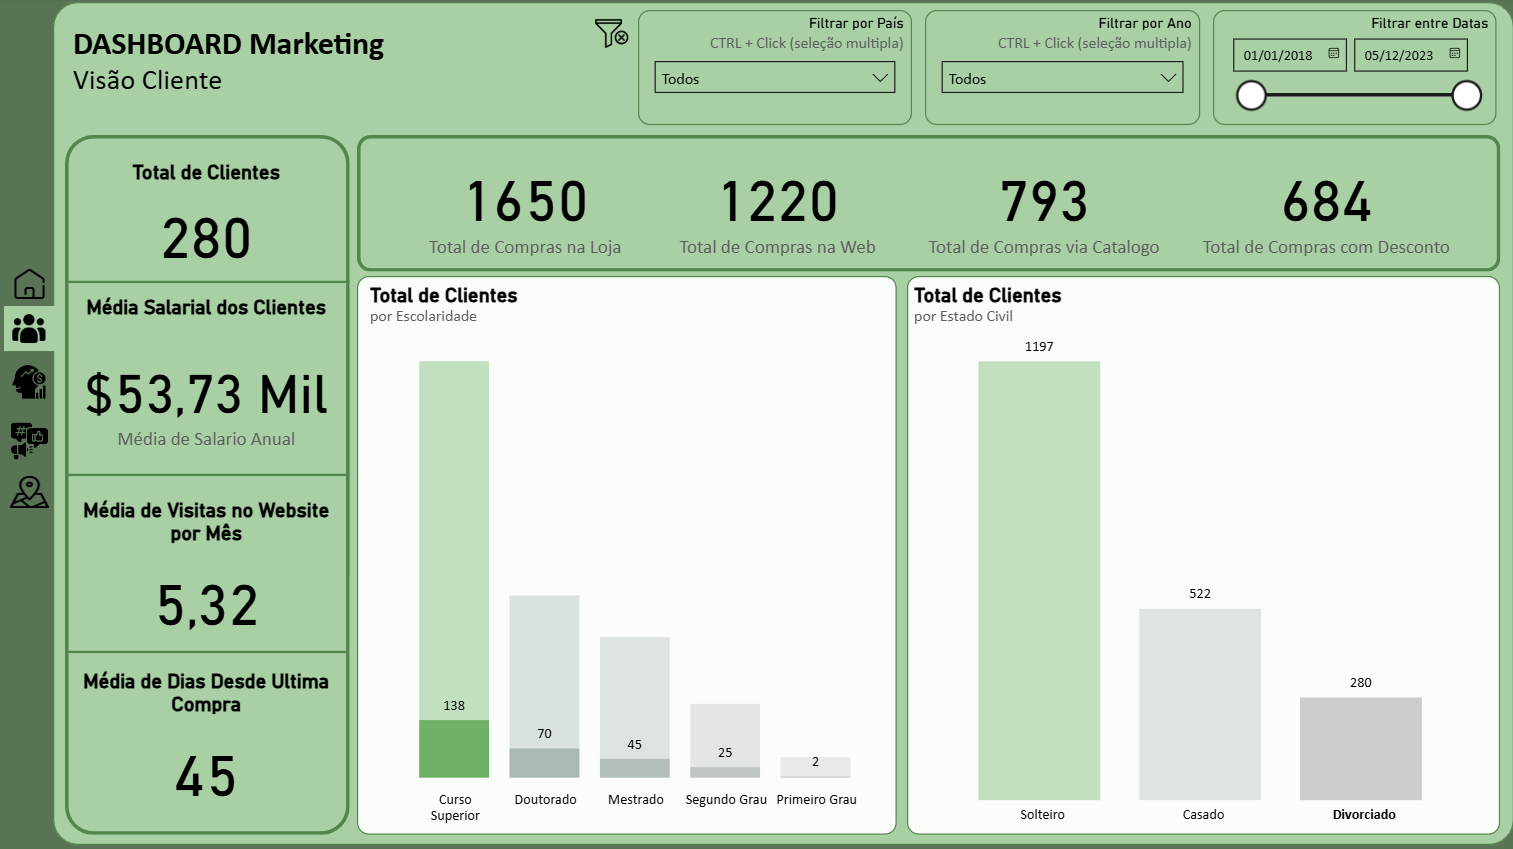 DASHBOARD Marketing
Visão Cliente
Filtrar por País
CTRL + Click (seleção multipla)
Todos
Filtrar por Ano
CTRL + Click (seleção multipla)
Todos
Filtrar entre Datas
01/01/2018
05/12/2023
Total de Clientes
280
Média Salarial dos Clientes
$53,73 Mil
Média de Salario Anual
Média de Visitas no Website
por Mês
5,32
Média de Dias Desde Ultima
Compra
45
1650
Total de Compras na Loja
1220
Total de Compras na Web
793
Total de Compras via Catalogo
684
Total de Compras com Desconto
Total de Clientes
por Escolaridade
138
70
45
25
2
Curso
Superior
Doutorado
Mestrado
Segundo Grau
Primeiro Grau
Total de Clientes
por Estado Civil
1197
522
280
Solteiro
Casado
Divorciado